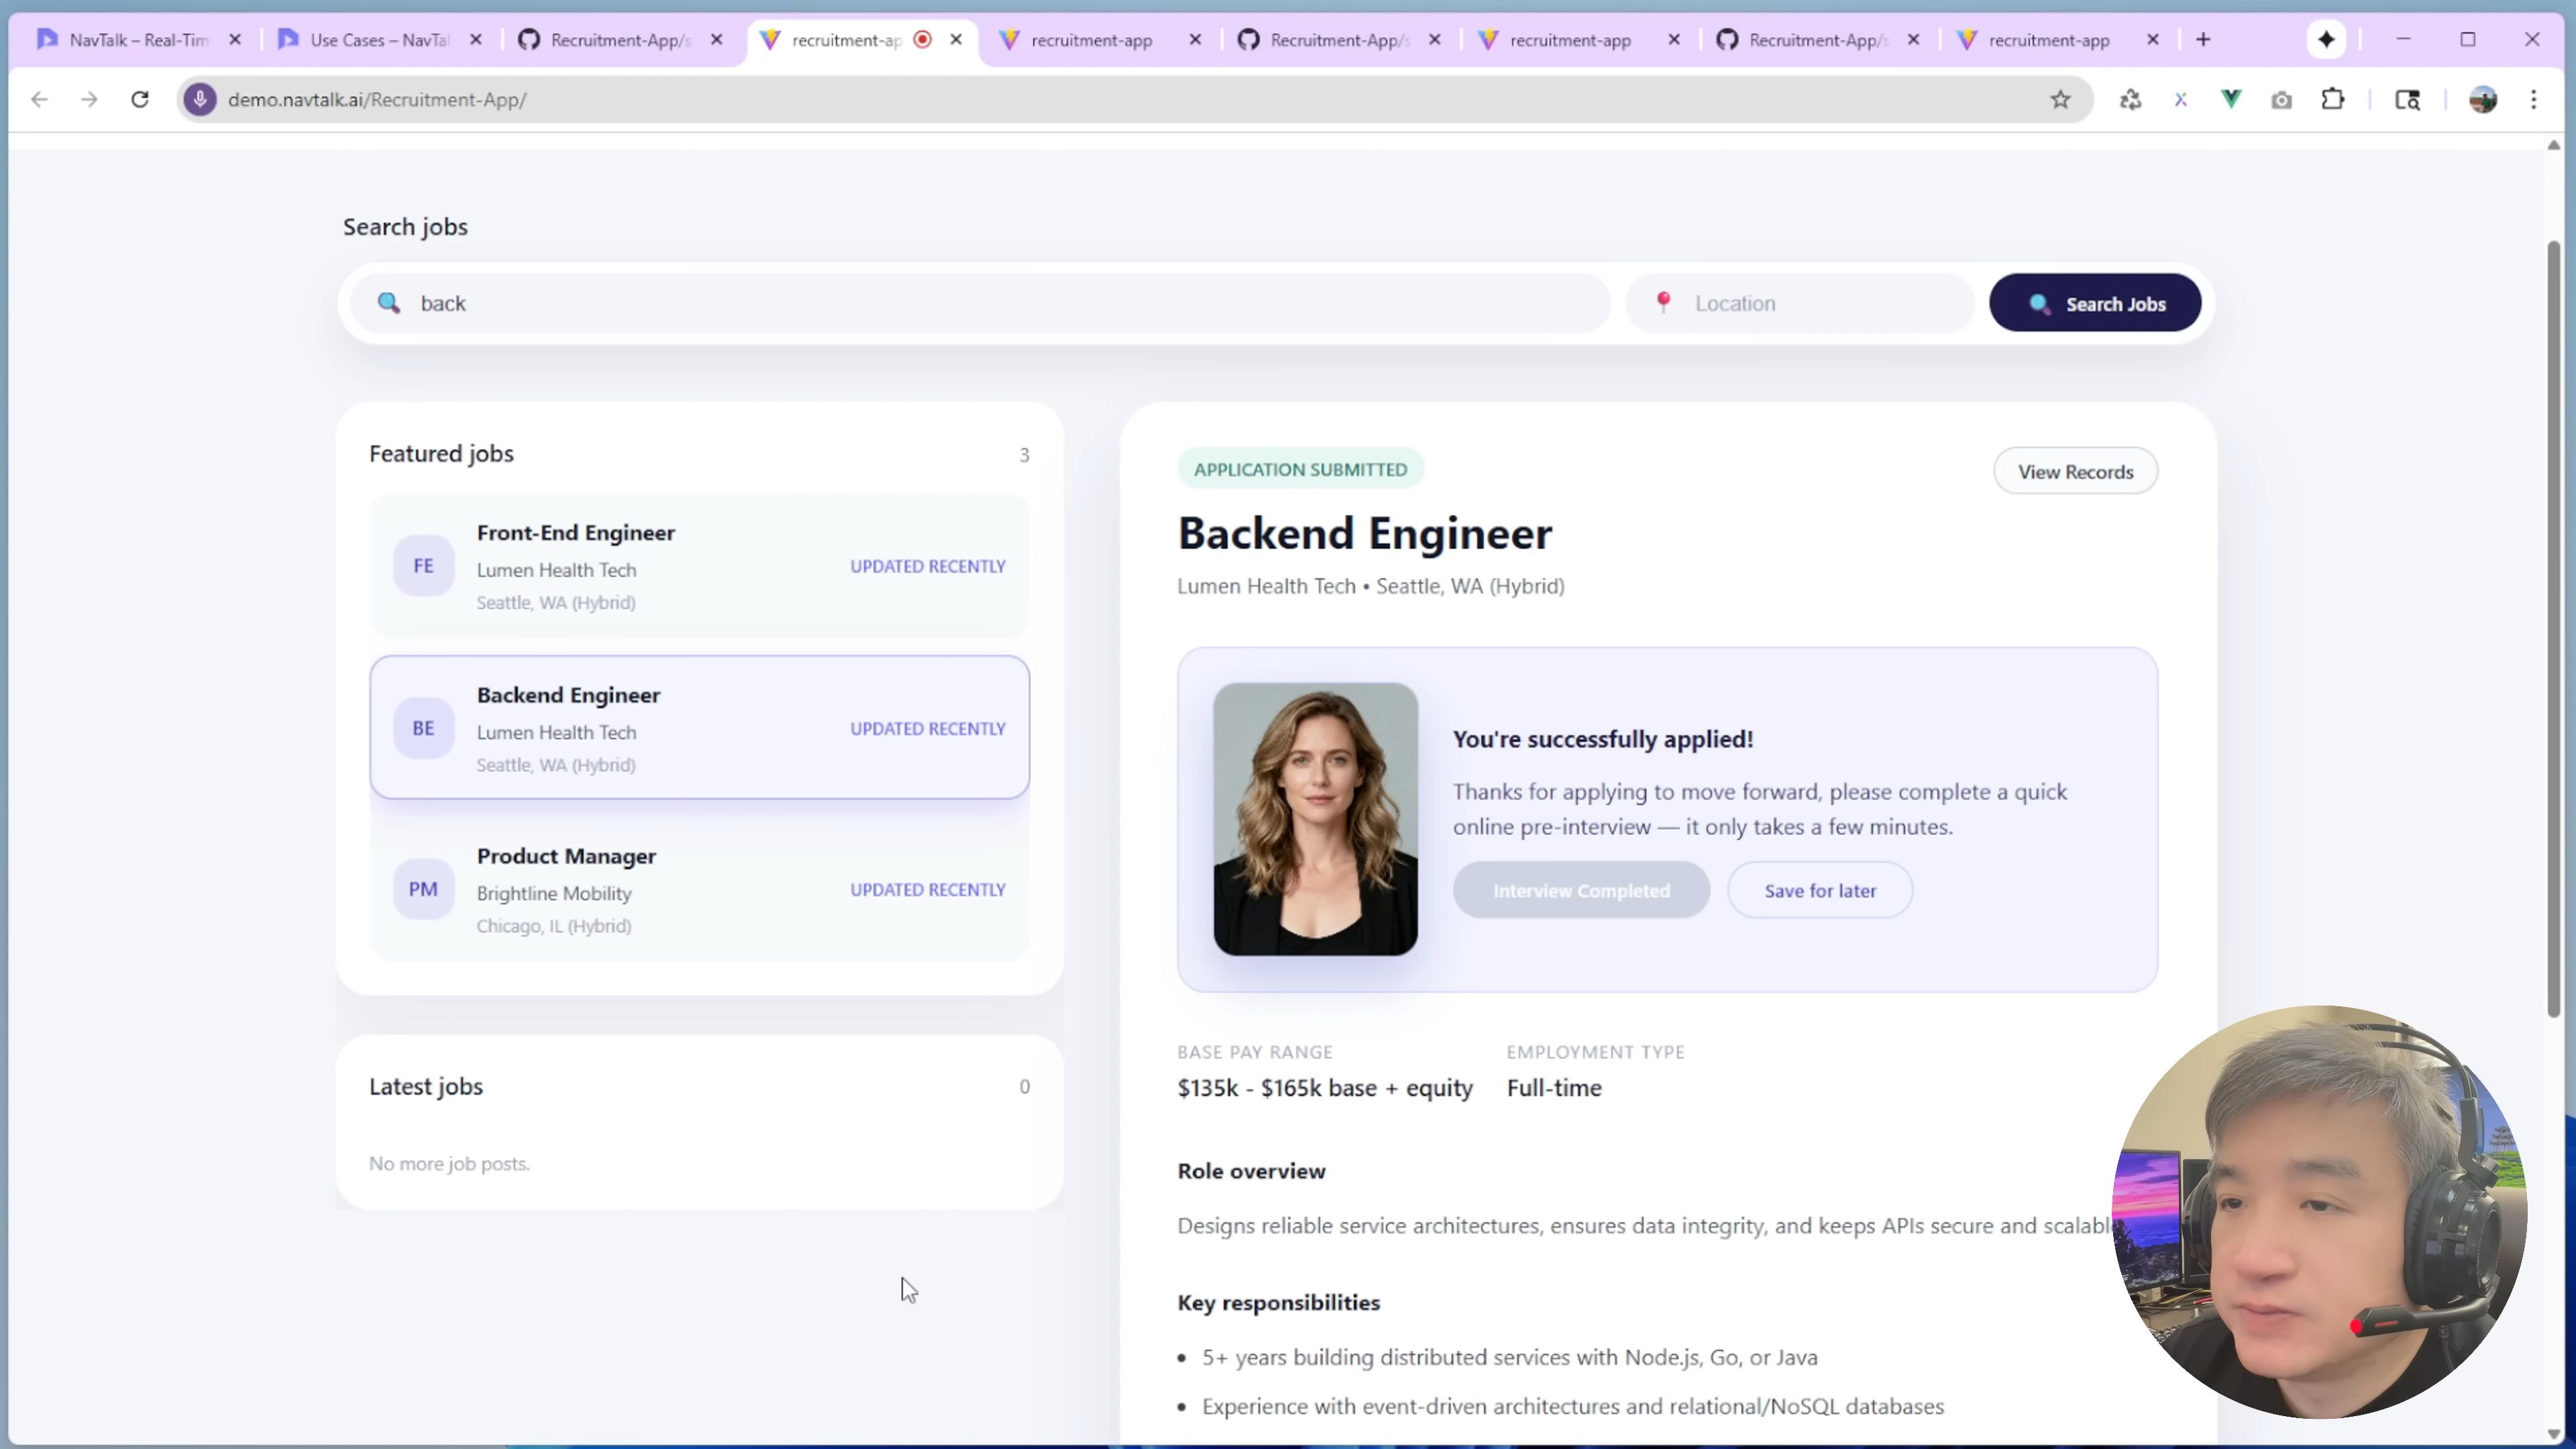 NavTalk – Real-Tim
Use Cases – NavTal
Recruitment-App/s
recruitment-ap
recruitment-app
Recruitment-App/s
recruitment-app
Recruitment-App/s
recruitment-app
demo.navtalk.ai/Recruitment-App/
Search jobs
back
Location
Search Jobs
Featured jobs
3
FE
Front-End Engineer
Lumen Health Tech
Seattle, WA (Hybrid)
UPDATED RECENTLY
BE
Backend Engineer
Lumen Health Tech
Seattle, WA (Hybrid)
UPDATED RECENTLY
PM
Product Manager
Brightline Mobility
Chicago, IL (Hybrid)
UPDATED RECENTLY
Latest jobs
0
No more job posts.
APPLICATION SUBMITTED
View Records
Backend Engineer
Lumen Health Tech • Seattle, WA (Hybrid)
You're successfully applied!
Thanks for applying to move forward, please complete a quick
online pre-interview — it only takes a few minutes.
Interview Completed
Save for later
BASE PAY RANGE
$135k - $165k base + equity
EMPLOYMENT TYPE
Full-time
Role overview
Designs reliable service architectures, ensures data integrity, and keeps APIs secure and scalabl
Key responsibilities
• 5+ years building distributed services with Node.js, Go, or Java
• Experience with event-driven architectures and relational/NoSQL databases